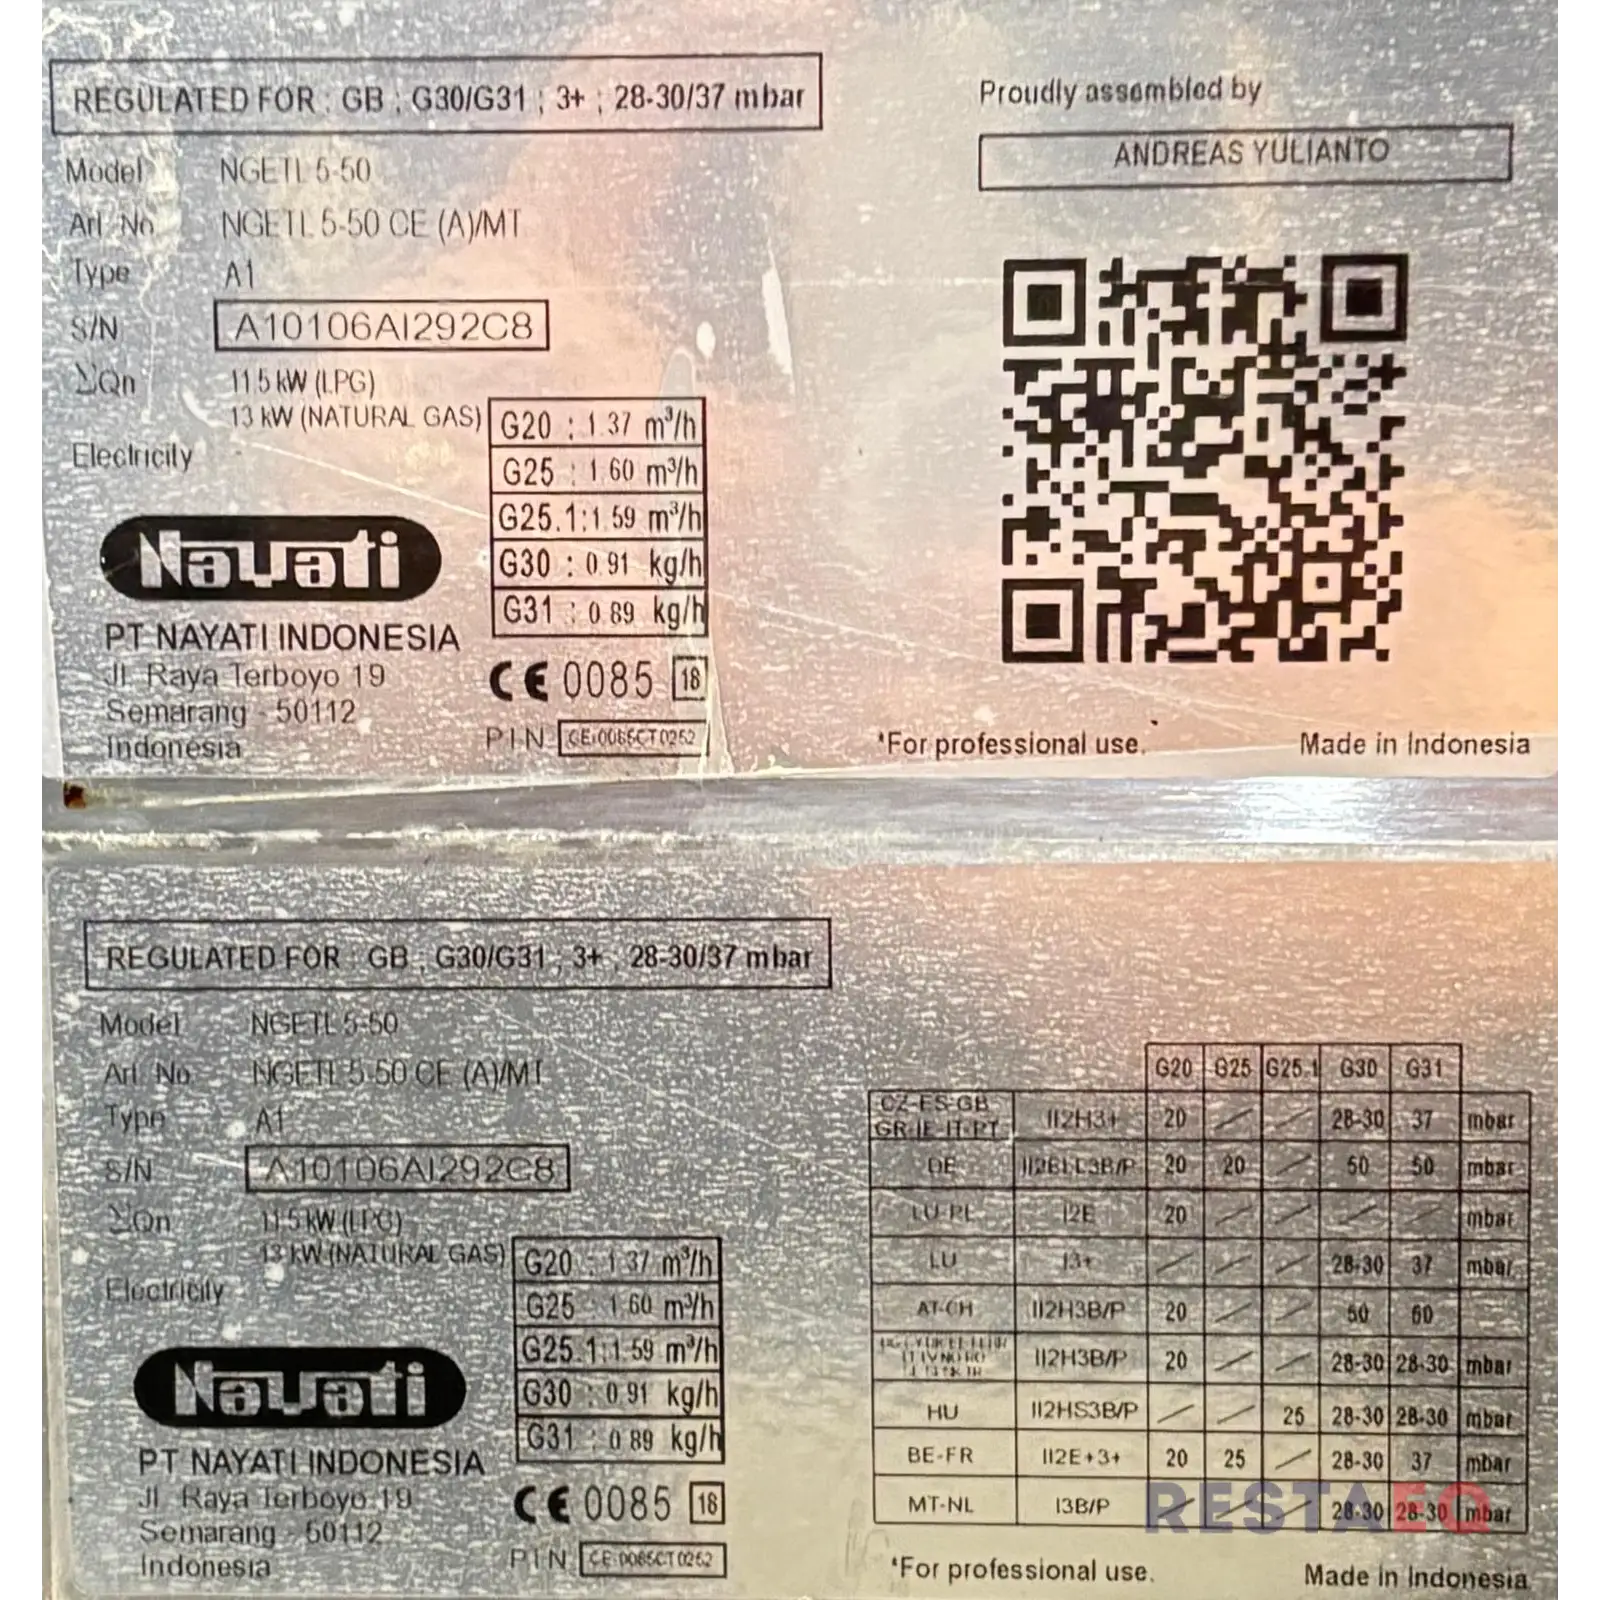 REGULATED FOR : GB ; G30/G31 ; 3+ ; 28-30/37 mbar
Model NGETL 5-50
Art. No. NGETL 5-50 CE (A)/MT
Type A1
S/N A10106AI292C8
ΣQn 11.5 kW (LPG)
13 kW (NATURAL GAS)
Electricity -
G20 : 1.37 m³/h
G25 : 1.60 m³/h
G25.1:1.59 m³/h
G30 : 0.91 kg/h
G31 : 0.89 kg/h
Nayati
PT NAYATI INDONESIA
Jl. Raya Terboyo 19
Semarang - 50112
Indonesia
CE 0085 18
PIN CE-0085CT0252
Proudly assembled by
ANDREAS YULIANTO
*For professional use.
Made in Indonesia
REGULATED FOR : GB ; G30/G31 ; 3+ ; 28-30/37 mbar
Model NGETL 5-50
Art. No. NGETL 5-50 CE (A)/MT
Type A1
S/N A10106AI292C8
ΣQn 11.5 kW (LPG)
13 kW (NATURAL GAS)
Electricity
G20 : 1.37 m³/h
G25 : 1.60 m³/h
G25.1:1.59 m³/h
G30 : 0.91 kg/h
G31 : 0.89 kg/h
Nayati
PT NAYATI INDONESIA
Jl. Raya Terboyo 19
Semarang - 50112
Indonesia
CE 0085 18
PIN CE-0085CT0252
G20 G25 G25.1 G30 G31
CZ-ES-GB
GR-IE-IT-PT II2H3+ 20 / / 28-30 37 mbar
DE II2ELL3B/P 20 20 / 50 50 mbar
LU-PL I2E 20 / / / / mbar
LU I3+ / / / 28-30 37 mbar
AT-CH II2H3B/P 20 / / 50 50
II2H3B/P 20 / / 28-30 28-30 mbar
HU II2HS3B/P / / 25 28-30 28-30 mbar
BE-FR II2E+3+ 20 25 / 28-30 37 mbar
MT-NL I3B/P / / / 28-30 28-30 mbar
RESTAEQ
*For professional use.
Made in Indonesia